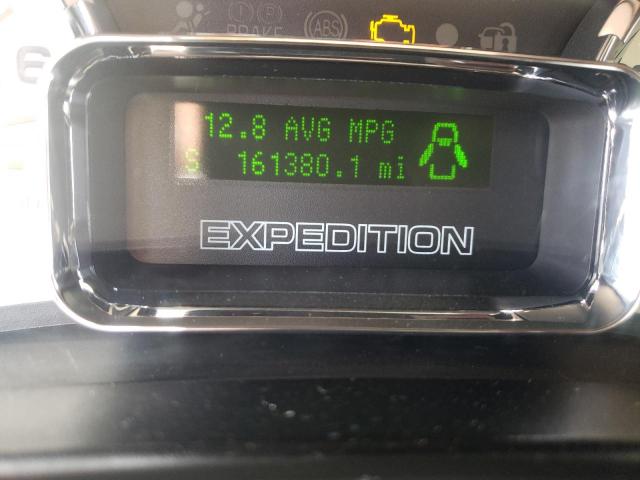 BRAKE
ABS
12.8 AVG MPG
S 161380.1 mi
EXPEDITION